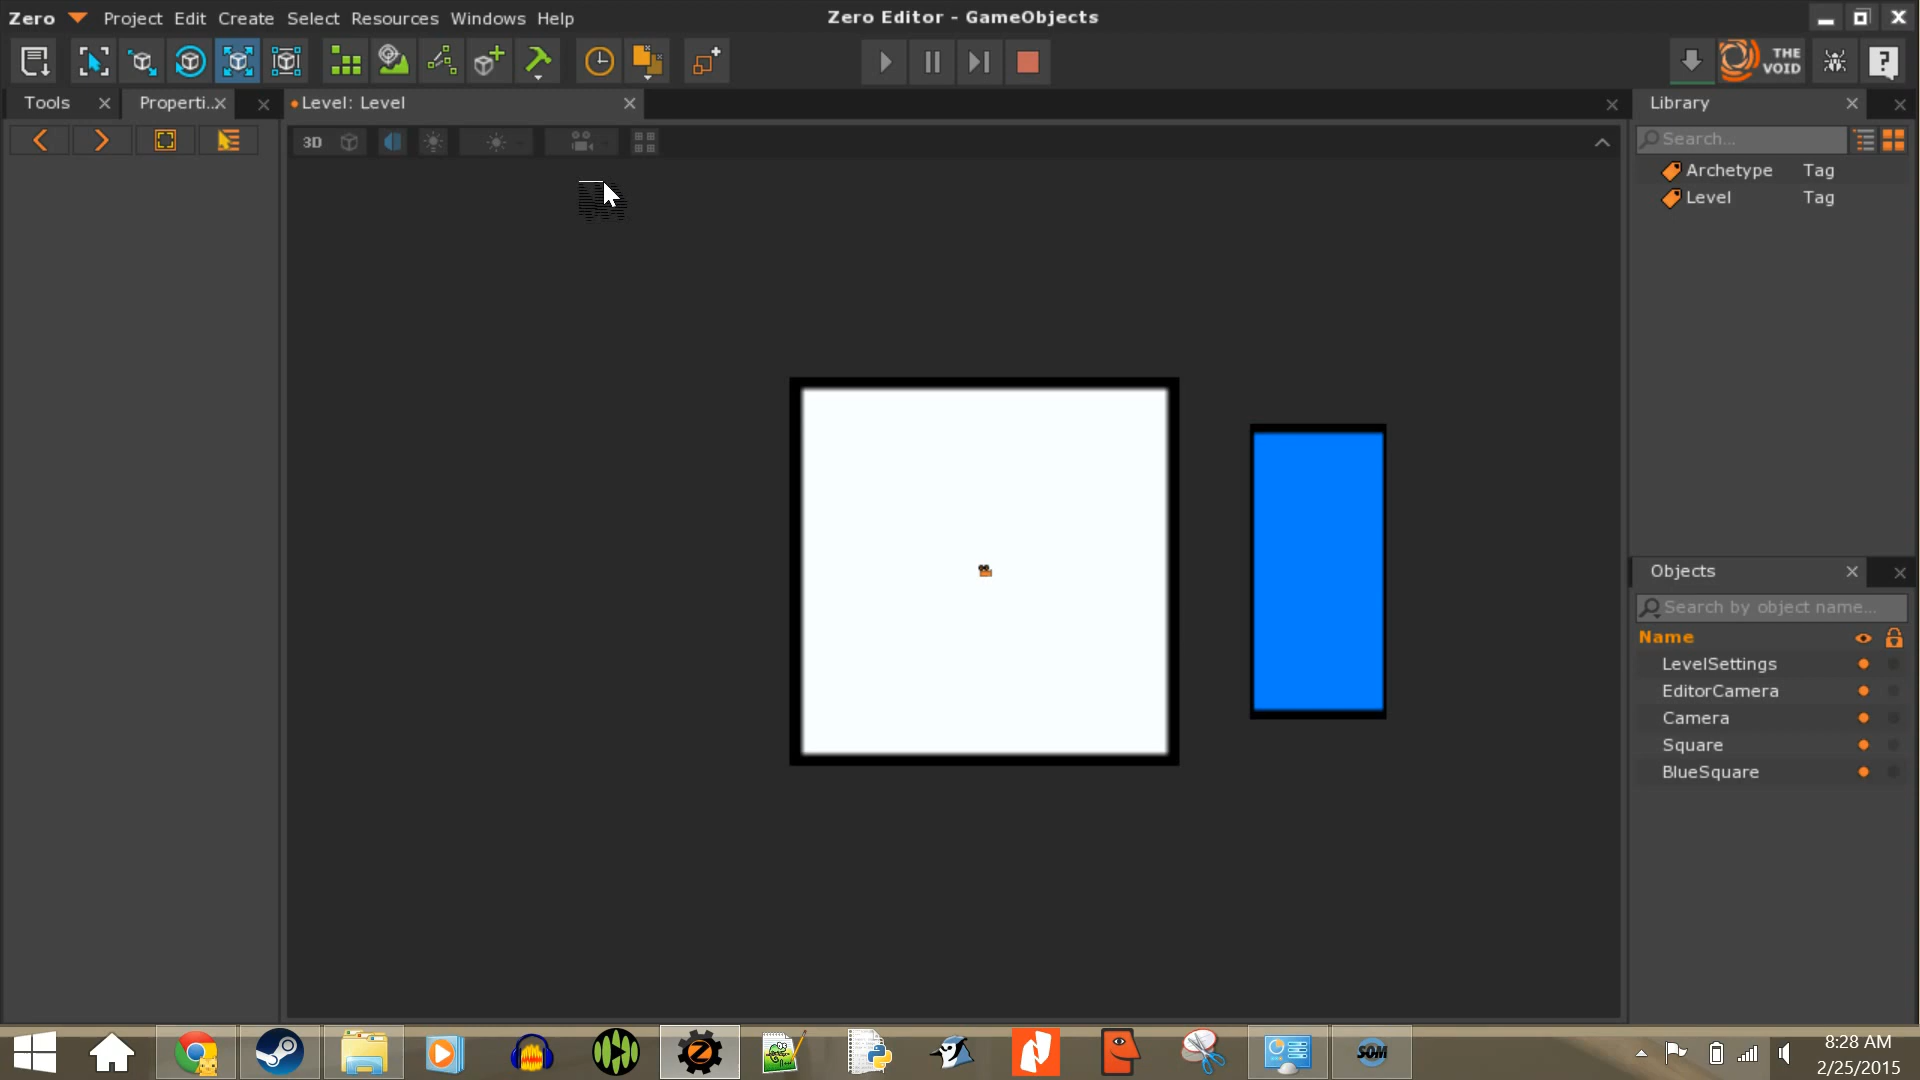 Zero Project Edit Create Select Resources Windows Help
Zero Editor - GameObjects
THE
VOID
Tools
Properti..
Level: Level
Library
3D
Search...
Archetype Tag
Level Tag
Objects
Search by object name...
Name
LevelSettings
EditorCamera
Camera
Square
BlueSquare
SOM
8:28 AM
2/25/2015